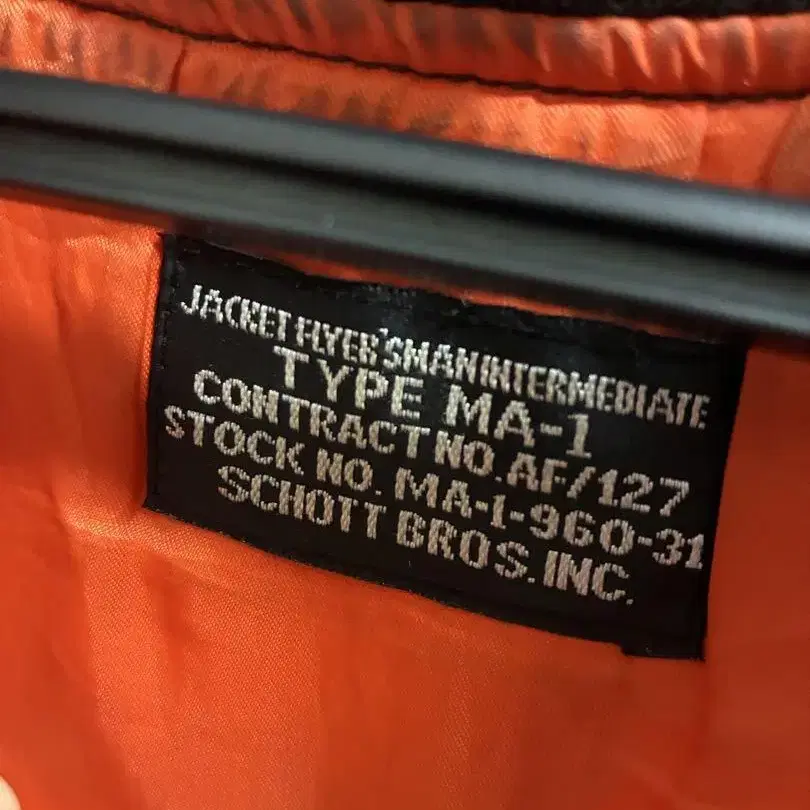 JACKET FLYER'SMAN INTERMEDIATE
TYPE MA-1
CONTRACT NO. AF/127
STOCK NO. MA-1-960-31
SCHOTT BROS. INC.